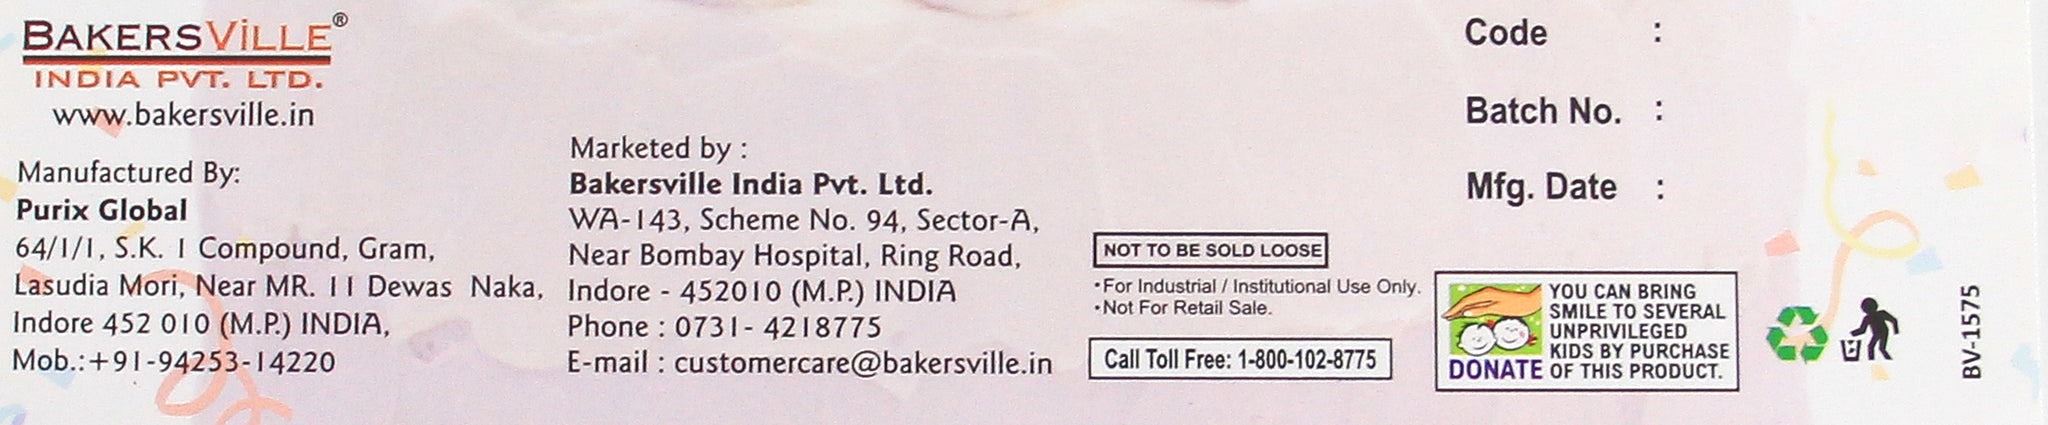 BAKERSVILLE®
INDIA PVT. LTD.
www.bakersville.in
Manufactured By:
Purix Global
64/1/1, S.K. 1 Compound, Gram,
Lasudia Mori, Near MR. 11 Dewas Naka,
Indore 452 010 (M.P.) INDIA,
Mob.:+91-94253-14220
Marketed by :
Bakersville India Pvt. Ltd.
WA-143, Scheme No. 94, Sector-A,
Near Bombay Hospital, Ring Road,
Indore - 452010 (M.P.) INDIA
Phone : 0731- 4218775
E-mail : customercare@bakersville.in
NOT TO BE SOLD LOOSE
•For Industrial / Institutional Use Only.
•Not For Retail Sale.
Call Toll Free: 1-800-102-8775
Code :
Batch No. :
Mfg. Date :
YOU CAN BRING
SMILE TO SEVERAL
UNPRIVILEGED
KIDS BY PURCHASE
DONATE OF THIS PRODUCT.
BV-1575